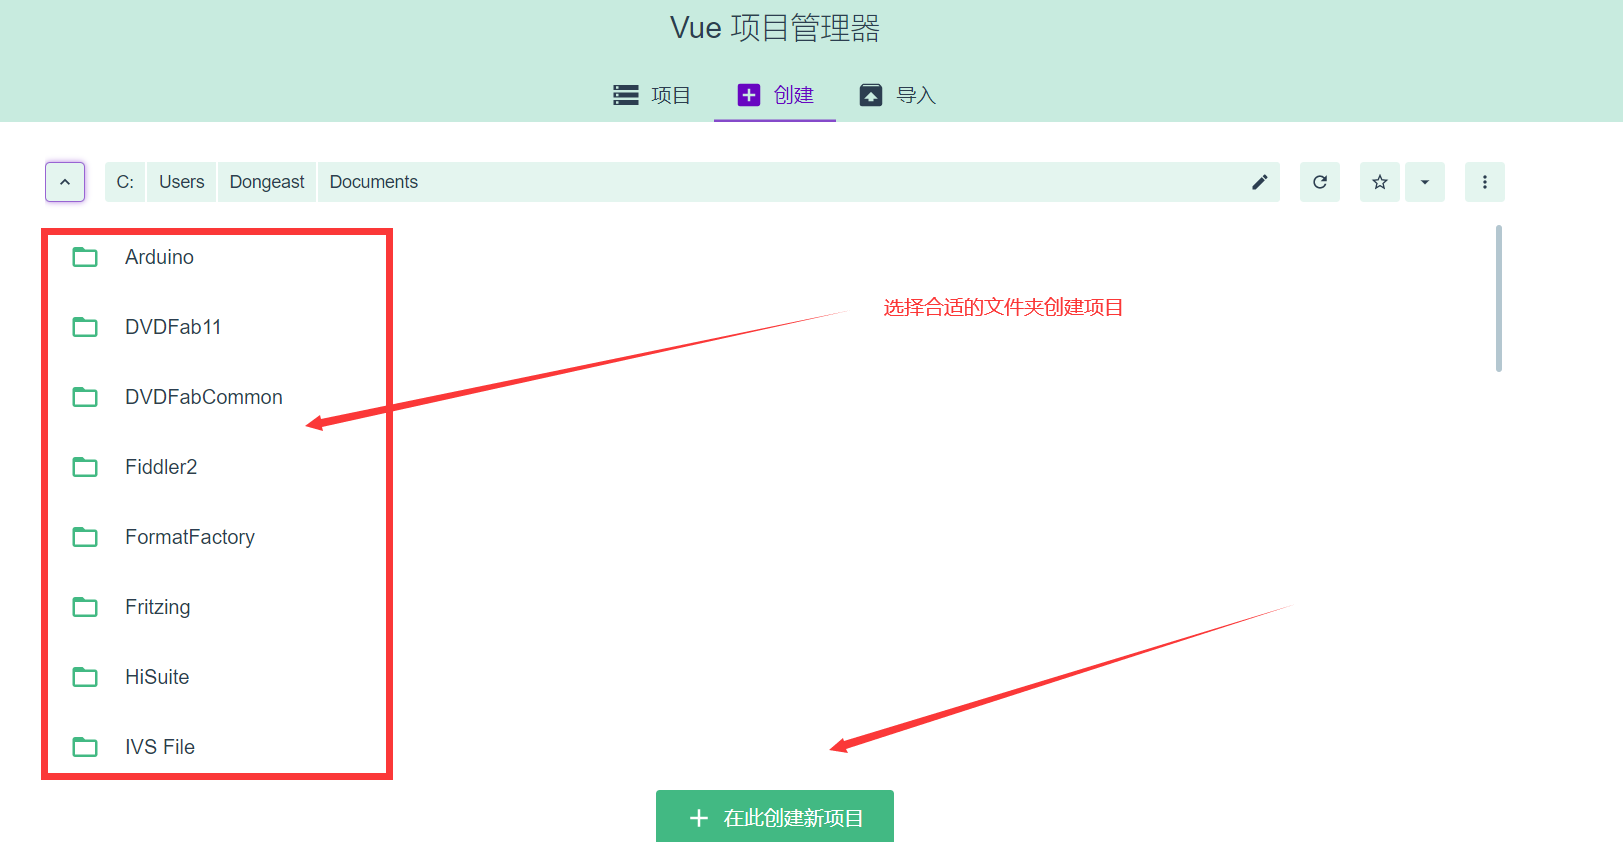 Vue 项目管理器
项目 创建 导入
C: Users Dongeast Documents
Arduino
选择合适的文件夹创建项目
DVDFab11
DVDFabCommon
Fiddler2
FormatFactory
Fritzing
HiSuite
IVS File
在此创建新项目